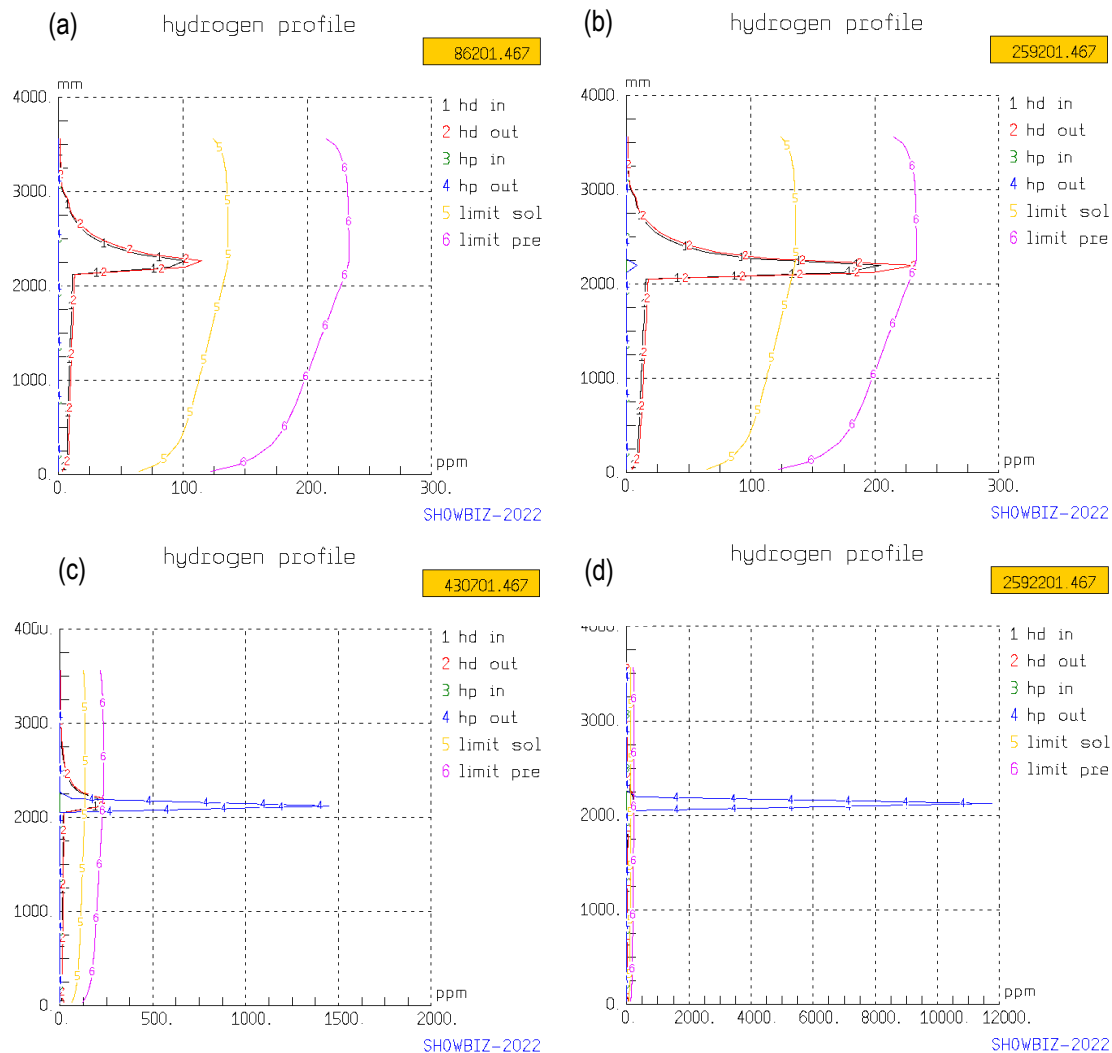 (a)
hydrogen profile
86201.467
mm
1 hd in
2 hd out
3 hp in
4 hp out
5 limit sol
6 limit pre
4000.
3000.
2000.
1000.
0.
0. 100. 200. 300.
ppm
SHOWBIZ-2022
(b)
hydrogen profile
259201.467
mm
1 hd in
2 hd out
3 hp in
4 hp out
5 limit sol
6 limit pre
4000.
3000.
2000.
1000.
0.
0. 100. 200. 300.
ppm
SHOWBIZ-2022
(c)
hydrogen profile
430701.467
1 hd in
2 hd out
3 hp in
4 hp out
5 limit sol
6 limit pre
4000.
3000.
2000.
1000.
0.
0. 500. 1000. 1500. 2000.
ppm
SHOWBIZ-2022
(d)
hydrogen profile
2592201.467
1 hd in
2 hd out
3 hp in
4 hp out
5 limit sol
6 limit pre
4000.
3000.
2000.
1000.
0.
0. 2000. 4000. 6000. 8000. 10000. 12000.
ppm
SHOWBIZ-2022